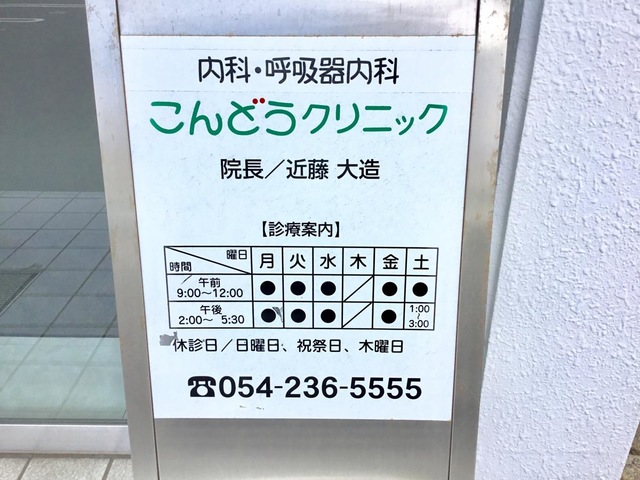 内科・呼吸器内科
こんどうクリニック
院長／近藤 大造
【診療案内】
曜日 時間 月 火 水 木 金 土
午前 9:00〜12:00 ● ● ● ／ ● ●
午後 2:00〜 5:30 ● ● ● ／ ● 1:00〜3:00
休診日／日曜日、祝祭日、木曜日
☎054-236-5555